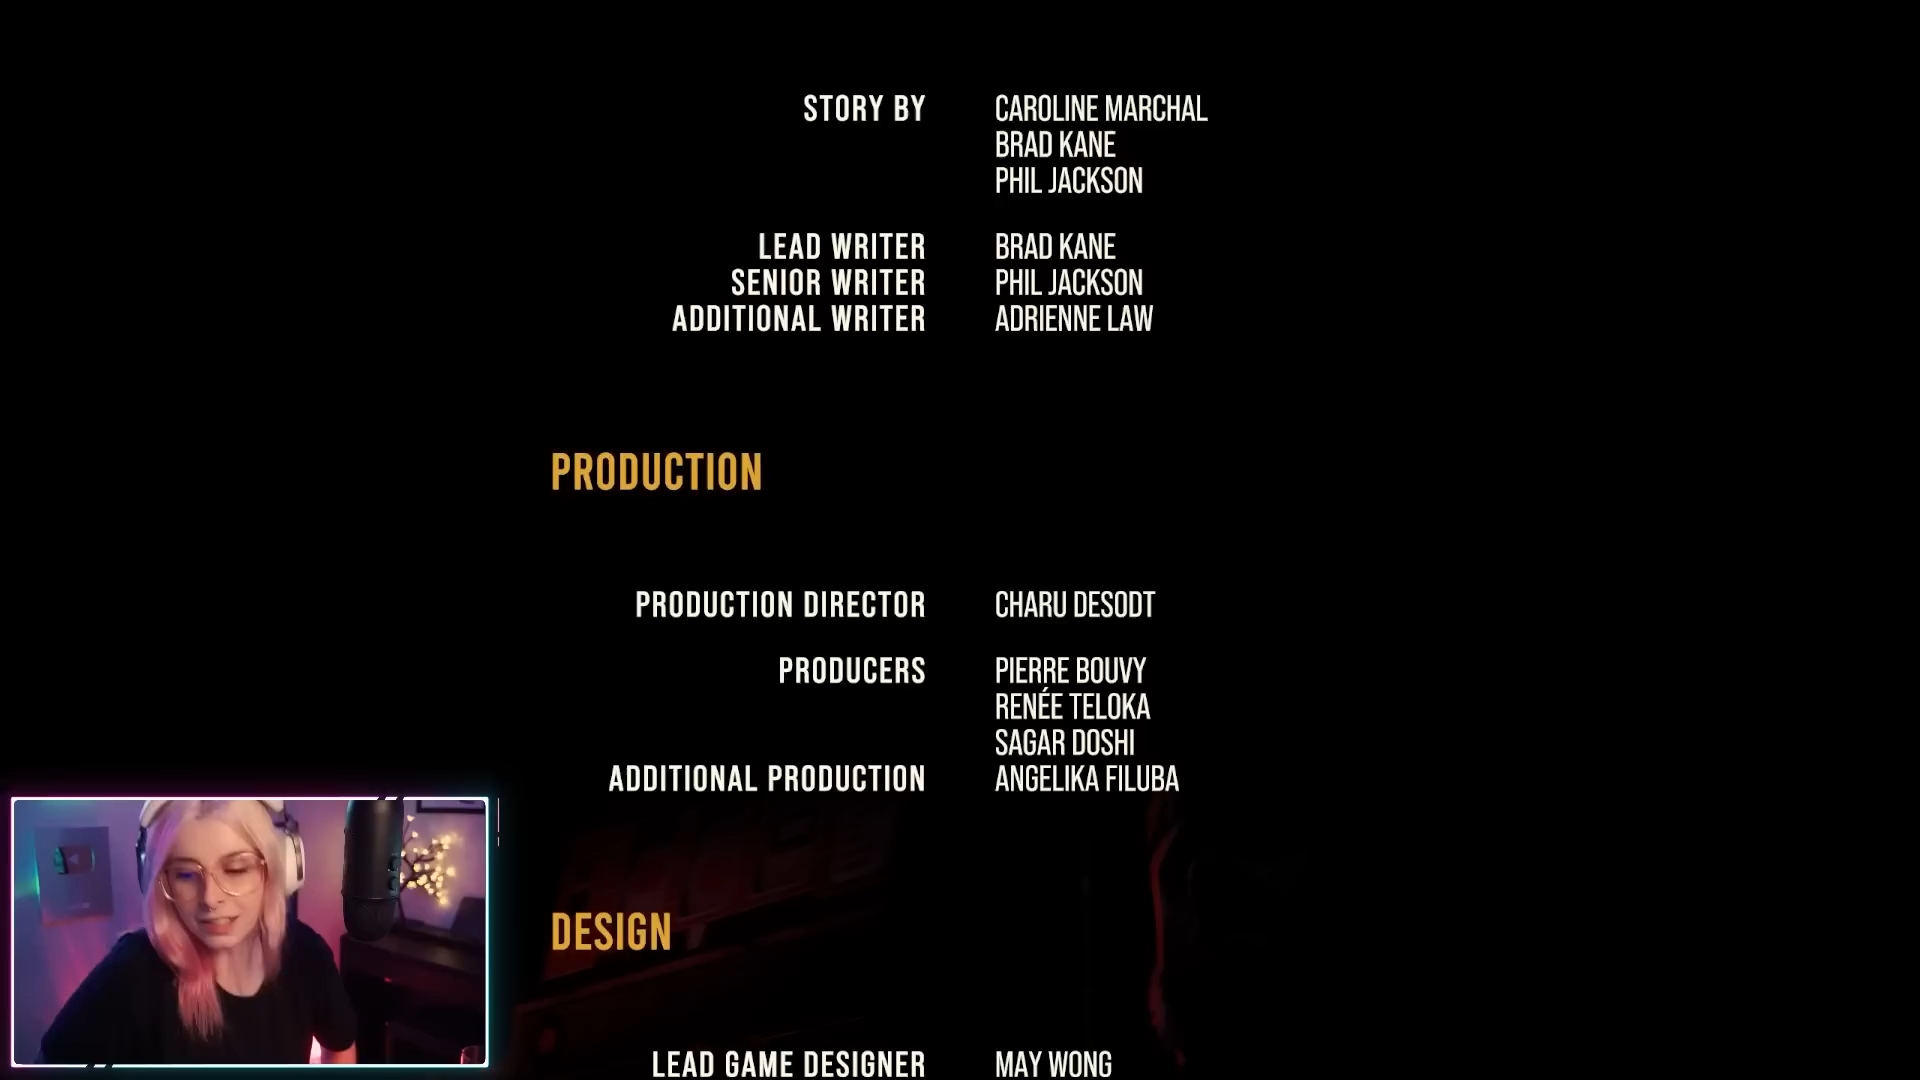 STORY BY CAROLINE MARCHAL
BRAD KANE
PHIL JACKSON
LEAD WRITER BRAD KANE
SENIOR WRITER PHIL JACKSON
ADDITIONAL WRITER ADRIENNE LAW
PRODUCTION
PRODUCTION DIRECTOR CHARU DESODT
PRODUCERS PIERRE BOUVY
RENÉE TELOKA
SAGAR DOSHI
ADDITIONAL PRODUCTION ANGELIKA FILUBA
DESIGN
LEAD GAME DESIGNER MAY WONG